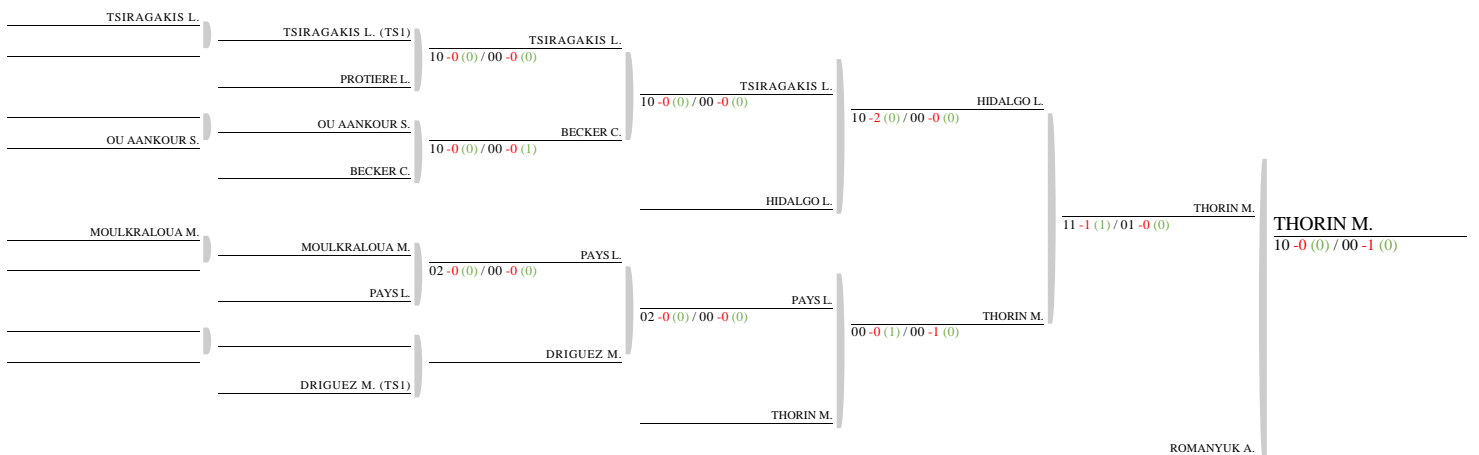 TSIRAGAKIS L.
OU AANKOUR S.
MOULKRALOUA M.
TSIRAGAKIS L. (TS1)
PROTIERE L.
OU AANKOUR S.
BECKER C.
MOULKRALOUA M.
PAYS L.
DRIGUEZ M. (TS1)
TSIRAGAKIS L.
10 -0 (0) / 00 -0 (0)
BECKER C.
10 -0 (0) / 00 -0 (1)
PAYS L.
02 -0 (0) / 00 -0 (0)
DRIGUEZ M.
TSIRAGAKIS L.
10 -0 (0) / 00 -0 (0)
HIDALGO L.
PAYS L.
02 -0 (0) / 00 -0 (0)
THORIN M.
HIDALGO L.
10 -2 (0) / 00 -0 (0)
THORIN M.
00 -0 (1) / 00 -1 (0)
THORIN M.
11 -1 (1) / 01 -0 (0)
ROMANYUK A.
THORIN M.
10 -0 (0) / 00 -1 (0)